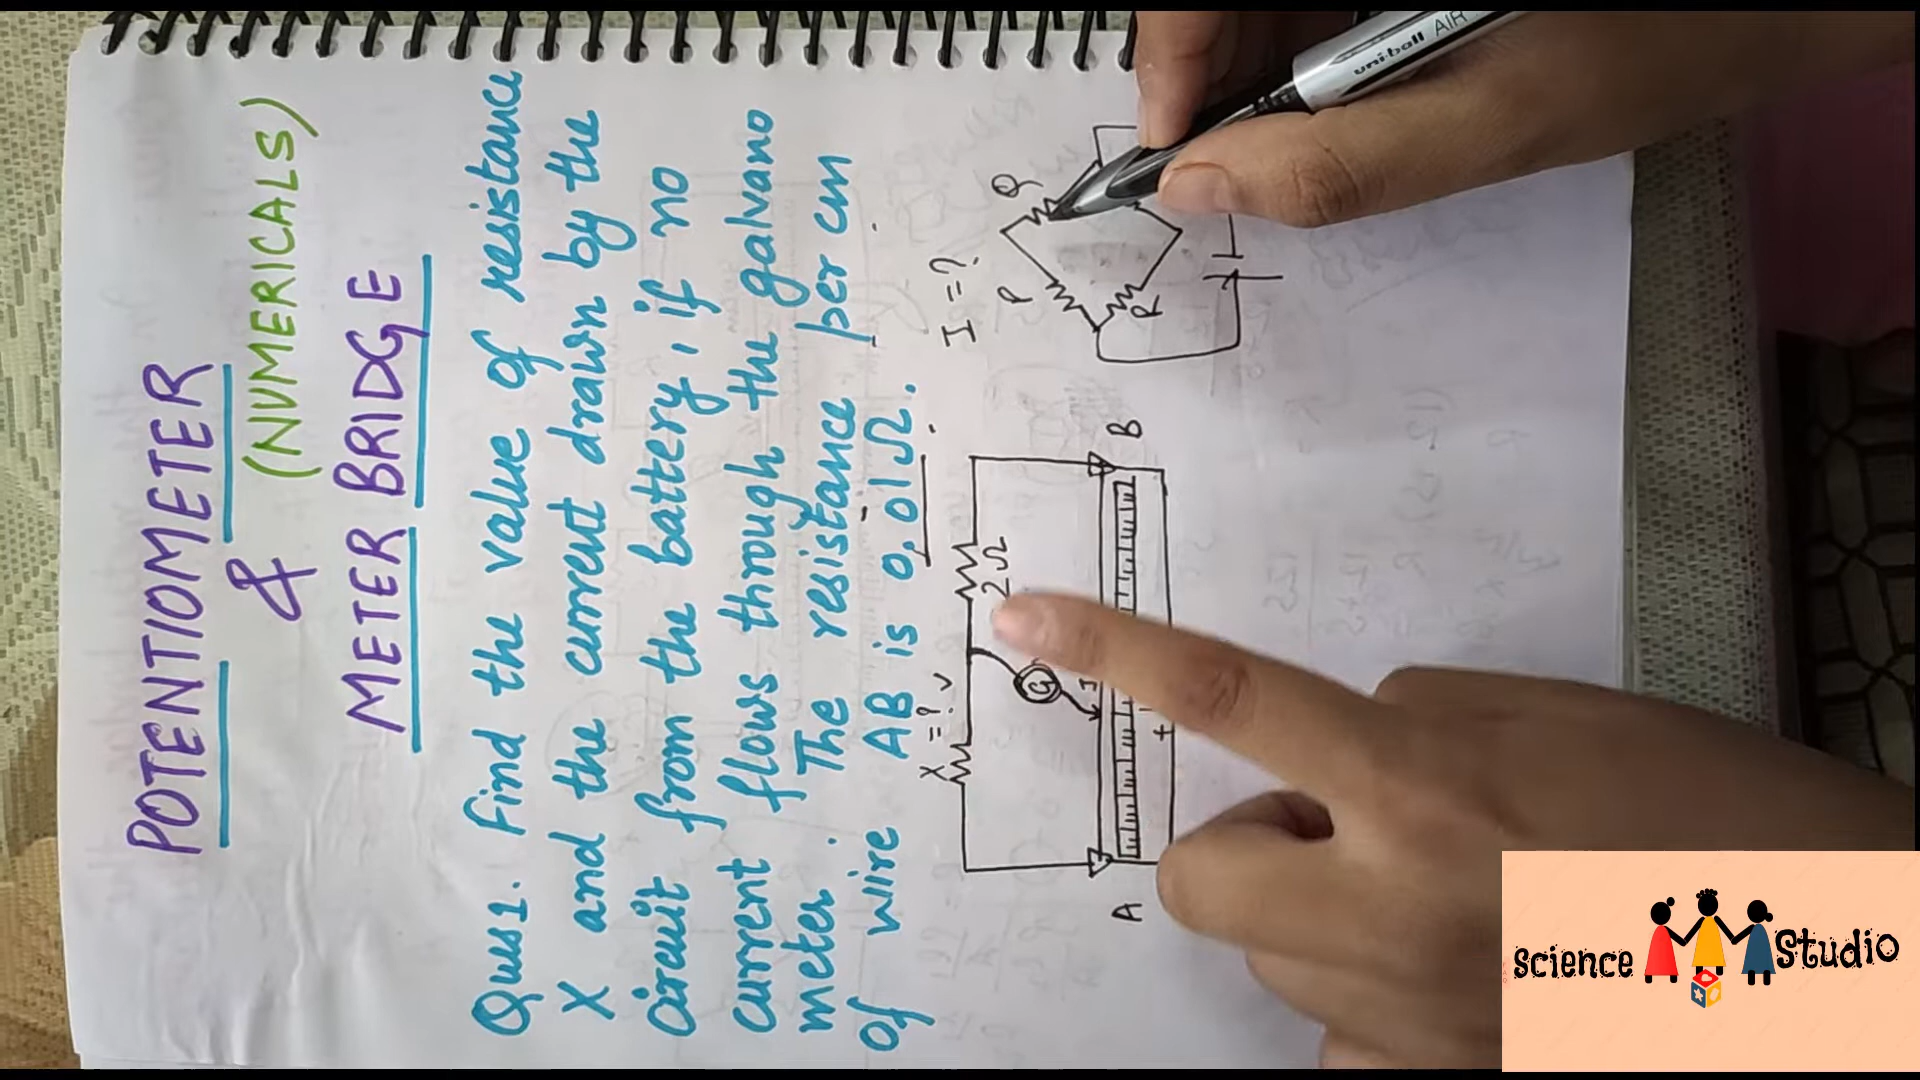 POTENTIOMETER
&
(NUMERICALS)
METER BRIDGE
Ques1. Find the value of resistance
X and the current drawn by the
circuit from the battery, if no
current flows through the galvano
meter. The resistance per cm
of wire AB is 0.01Ω.
X = ?
2Ω
G
J
A
B
+
I = ?
P
Q
R
uni-ball AIR
Science Studio